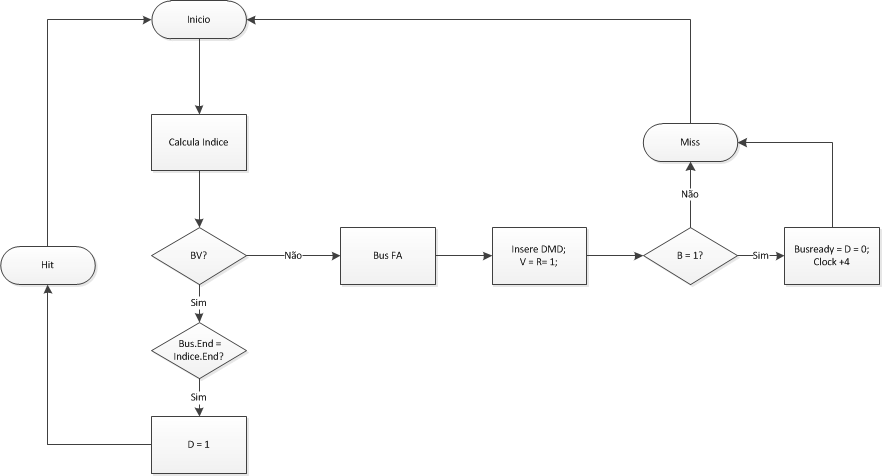 Inicio
Calcula Indice
Miss
Não
BV?
Não
Bus FA
Insere DMD;
V = R= 1;
B = 1?
Sim
Busready = D = 0;
Clock +4
Hit
Sim
Bus.End =
Indice.End?
Sim
D = 1